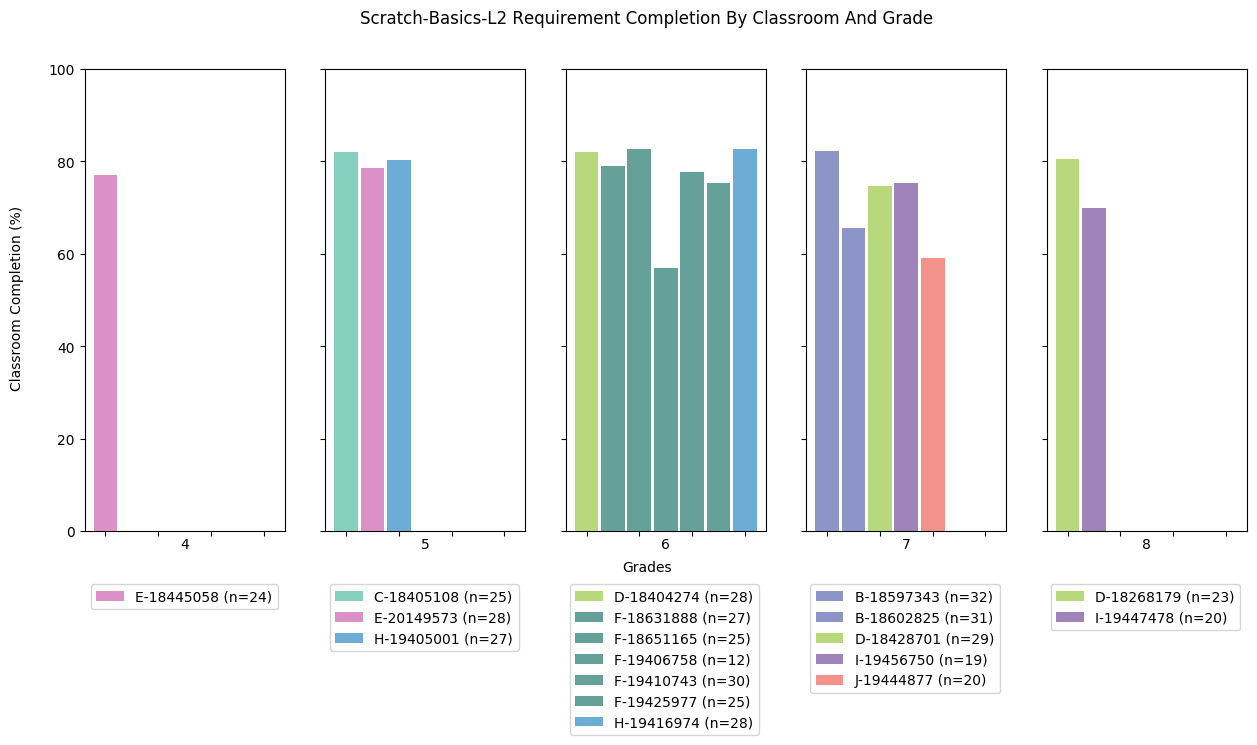 Scratch-Basics-L2 Requirement Completion By Classroom And Grade
Classroom Completion (%)
100
80
60
40
20
0
4
5
6
7
8
Grades
E-18445058 (n=24)
C-18405108 (n=25)
E-20149573 (n=28)
H-19405001 (n=27)
D-18404274 (n=28)
F-18631888 (n=27)
F-18651165 (n=25)
F-19406758 (n=12)
F-19410743 (n=30)
F-19425977 (n=25)
H-19416974 (n=28)
B-18597343 (n=32)
B-18602825 (n=31)
D-18428701 (n=29)
I-19456750 (n=19)
J-19444877 (n=20)
D-18268179 (n=23)
I-19447478 (n=20)